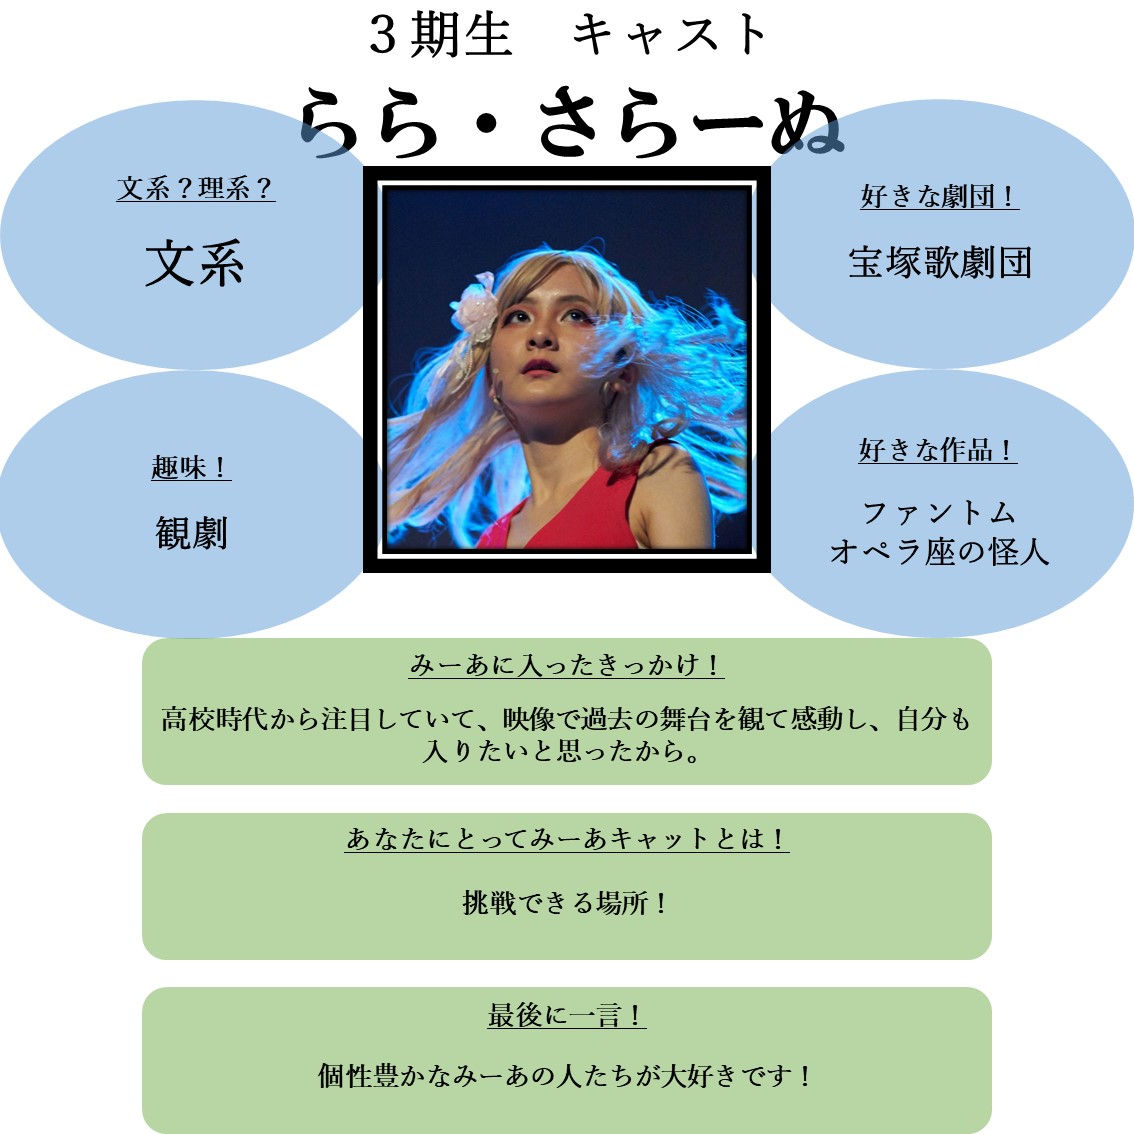 ３期生　キャスト
らら・さらーぬ
文系？理系？
文系
好きな劇団！
宝塚歌劇団
趣味！
観劇
好きな作品！
ファントム
オペラ座の怪人
みーあに入ったきっかけ！
高校時代から注目していて、映像で過去の舞台を観て感動し、自分も
入りたいと思ったから。
あなたにとってみーあキャットとは！
挑戦できる場所！
最後に一言！
個性豊かなみーあの人たちが大好きです！